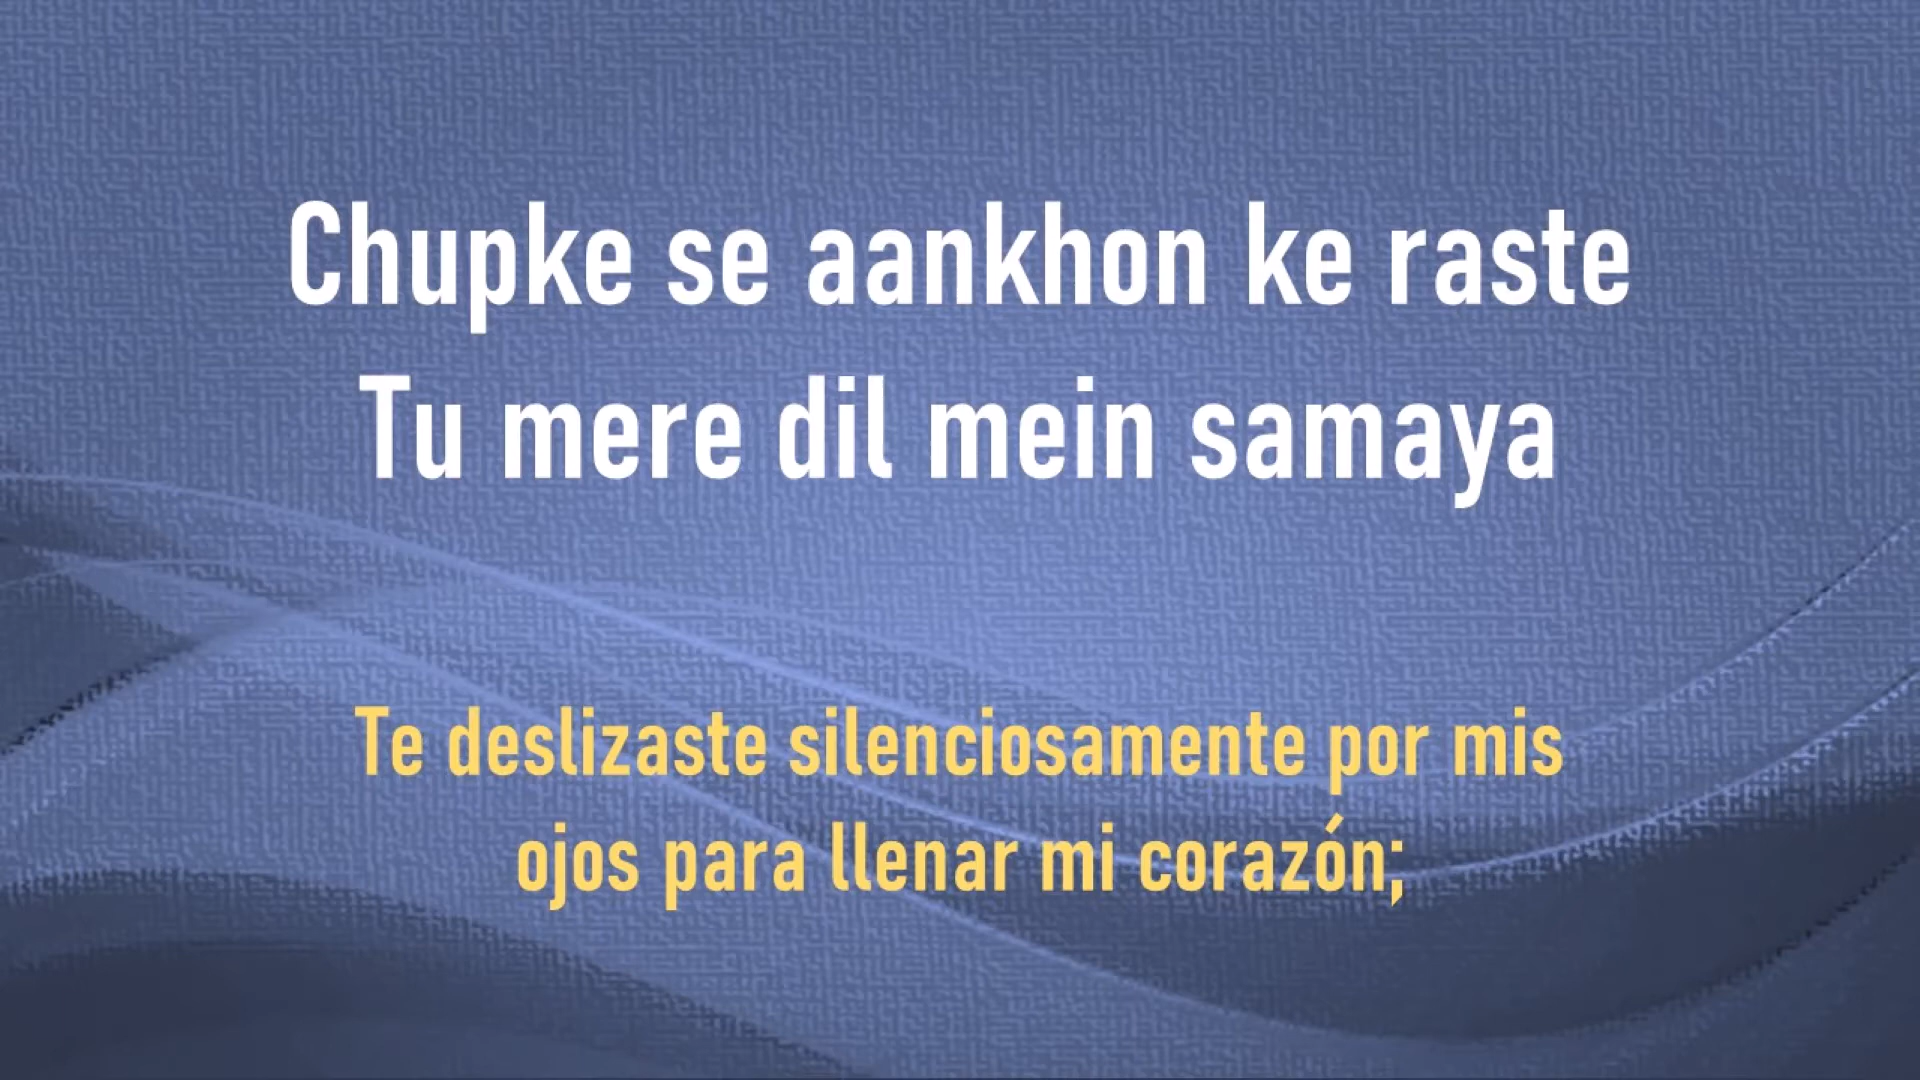 Chupke se aankhon ke raste
Tu mere dil mein samaya
Te deslizaste silenciosamente por mis
ojos para llenar mi corazón;